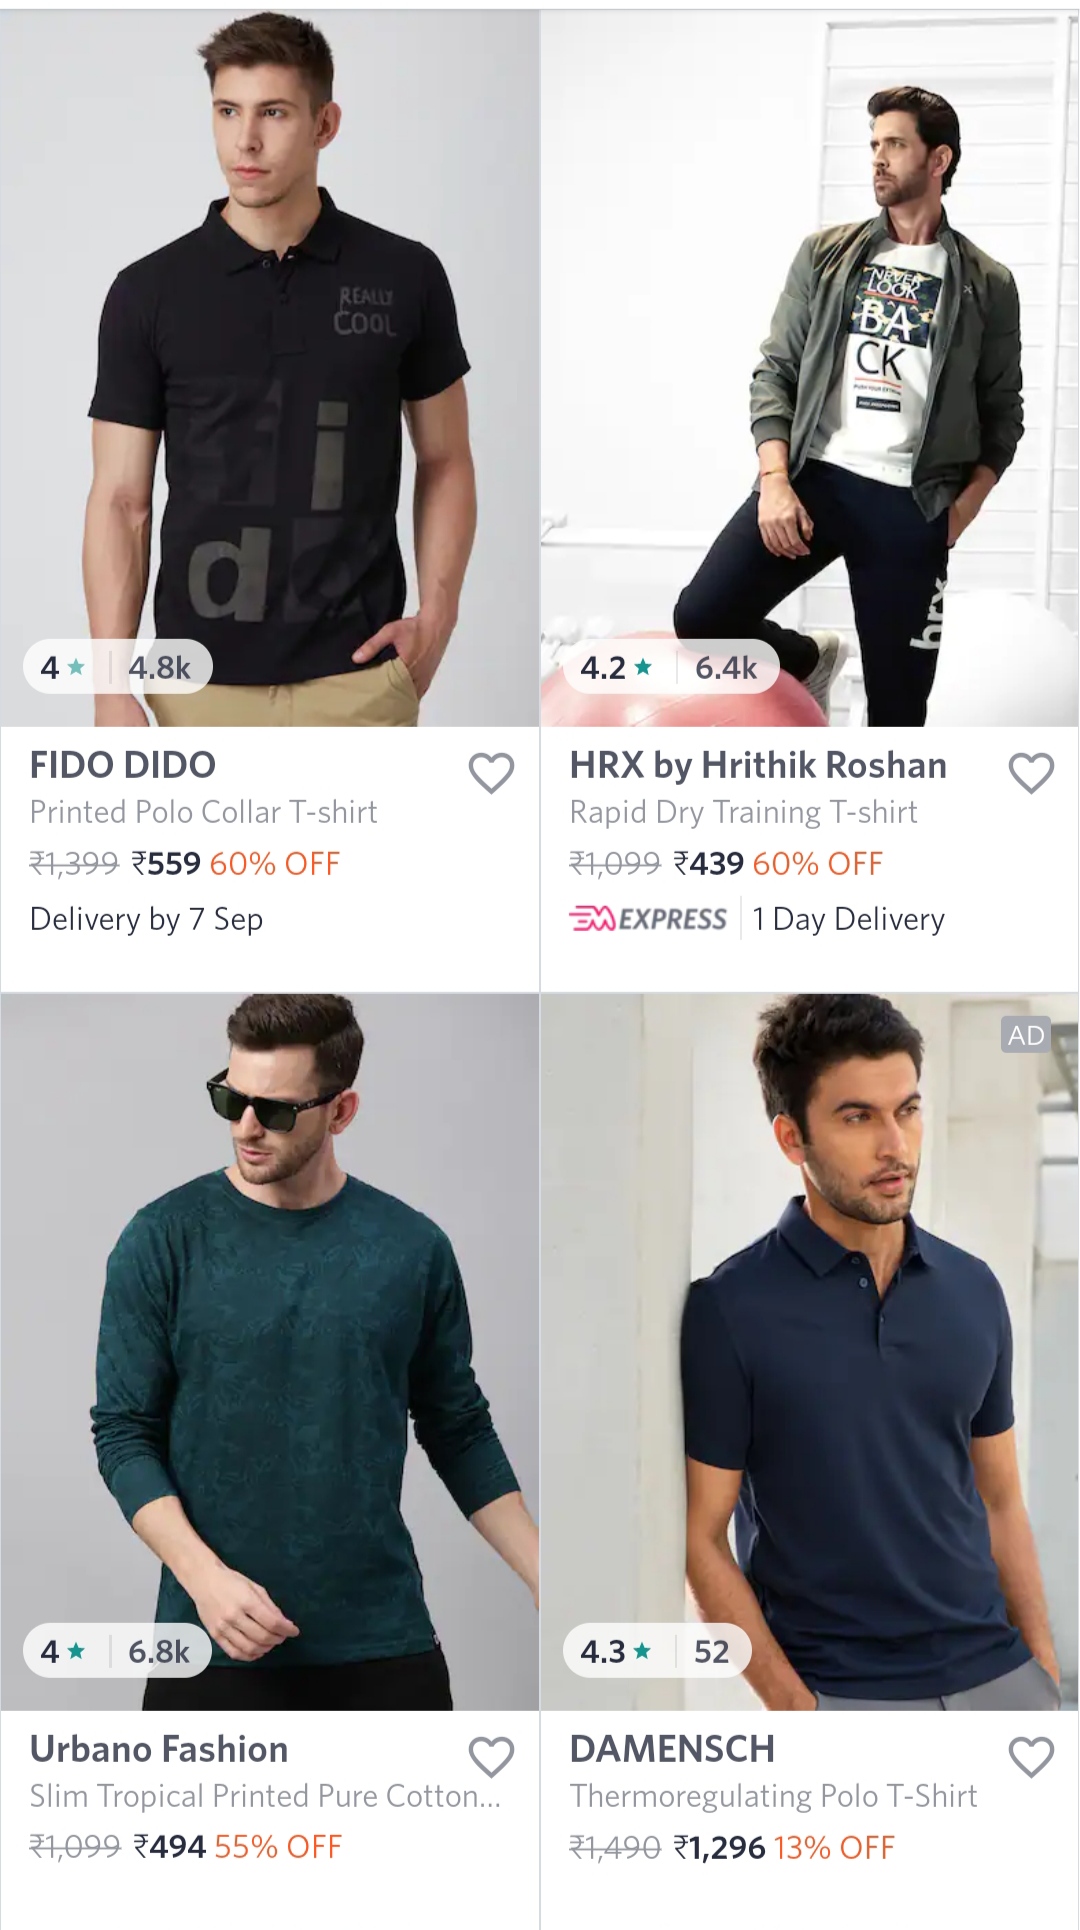 REALLY
COOL
i
d
4 ★ | 4.8k
FIDO DIDO
Printed Polo Collar T-shirt
₹1,399 ₹559 60% OFF
Delivery by 7 Sep
NEVER
LOOK
BA
CK
hrx
4.2 ★ | 6.4k
HRX by Hrithik Roshan
Rapid Dry Training T-shirt
₹1,099 ₹439 60% OFF
EXPRESS | 1 Day Delivery
4 ★ | 6.8k
Urbano Fashion
Slim Tropical Printed Pure Cotton...
₹1,099 ₹494 55% OFF
AD
4.3 ★ | 52
DAMENSCH
Thermoregulating Polo T-Shirt
₹1,490 ₹1,296 13% OFF